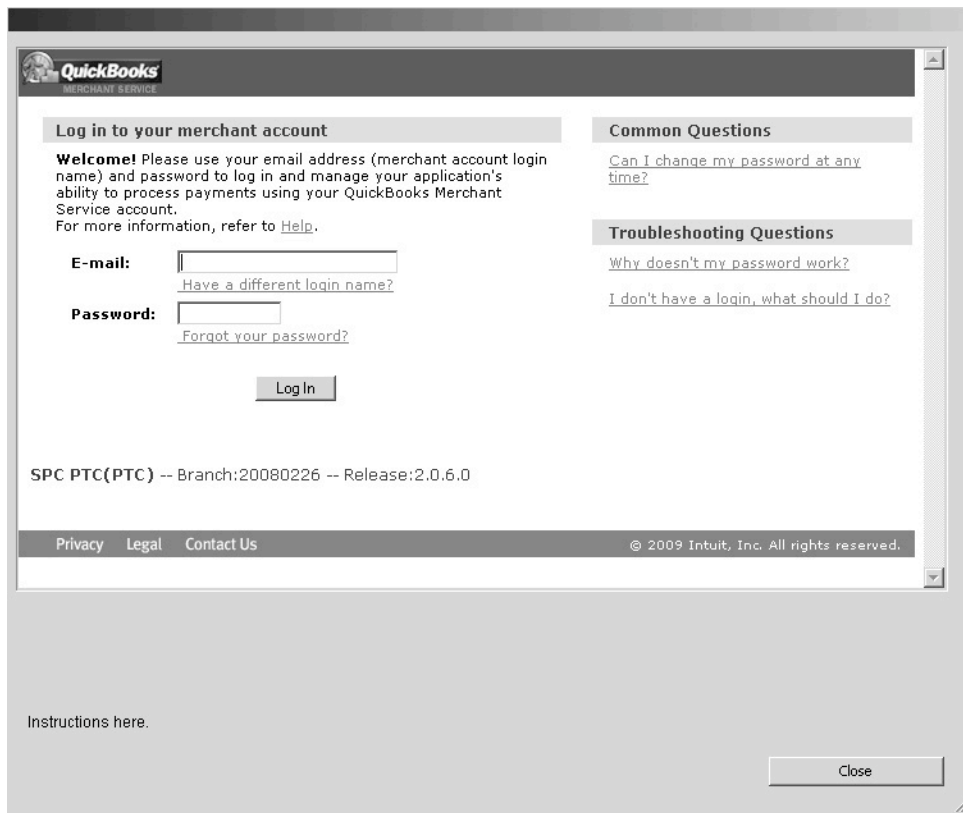 QuickBooks
MERCHANT SERVICE
Log in to your merchant account
Welcome! Please use your email address (merchant account login
name) and password to log in and manage your application's
ability to process payments using your QuickBooks Merchant
Service account.
For more information, refer to Help.
E-mail:
Have a different login name?
Password:
Forgot your password?
Log In
Common Questions
Can I change my password at any
time?
Troubleshooting Questions
Why doesn't my password work?
I don't have a login, what should I do?
SPC PTC(PTC) -- Branch:20080226 -- Release:2.0.6.0
Privacy Legal Contact Us
© 2009 Intuit, Inc. All rights reserved.
Instructions here.
Close